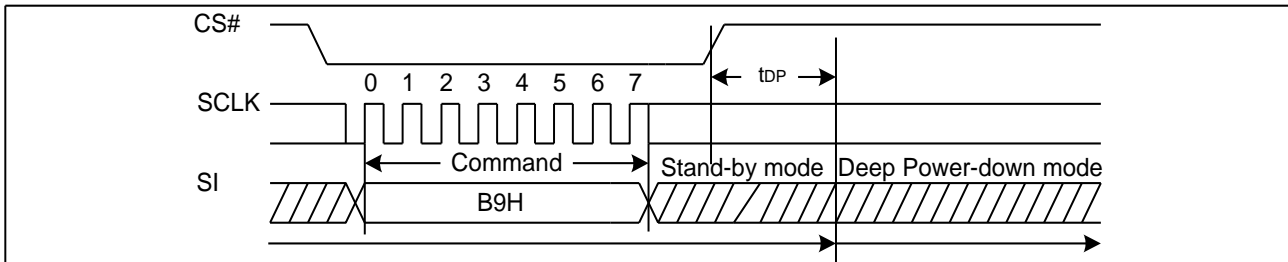 CS#
tDP
0 1 2 3 4 5 6 7
SCLK
Command
Stand-by mode Deep Power-down mode
SI
B9H